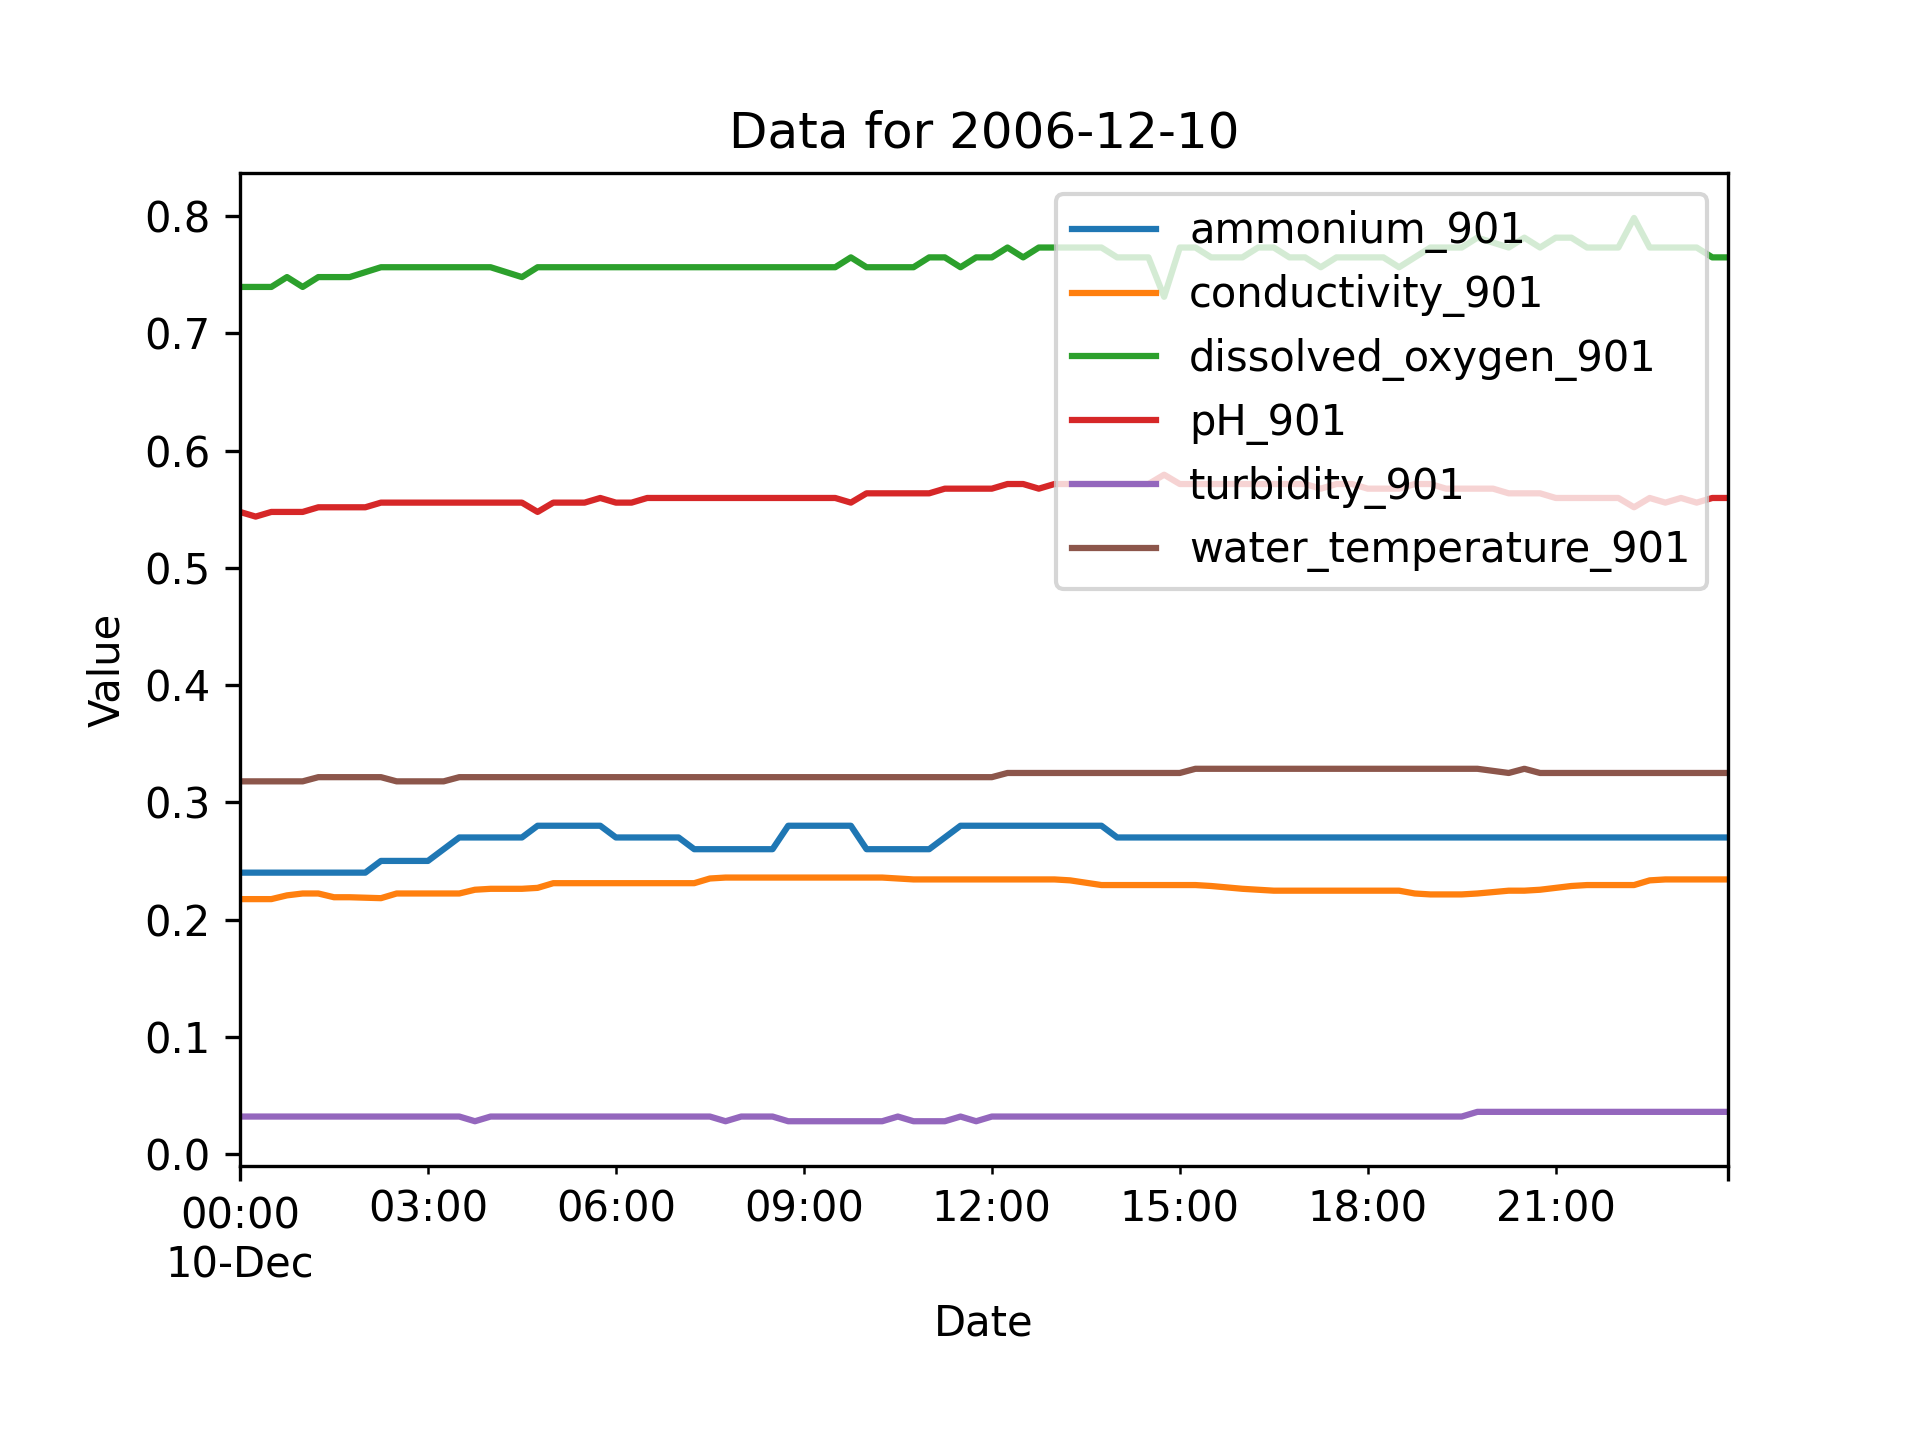 Data for 2006-12-10
ammonium_901
conductivity_901
dissolved_oxygen_901
pH_901
turbidity_901
water_temperature_901
Value
0.8
0.7
0.6
0.5
0.4
0.3
0.2
0.1
0.0
00:00
10-Dec
03:00
06:00
09:00
12:00
15:00
18:00
21:00
Date